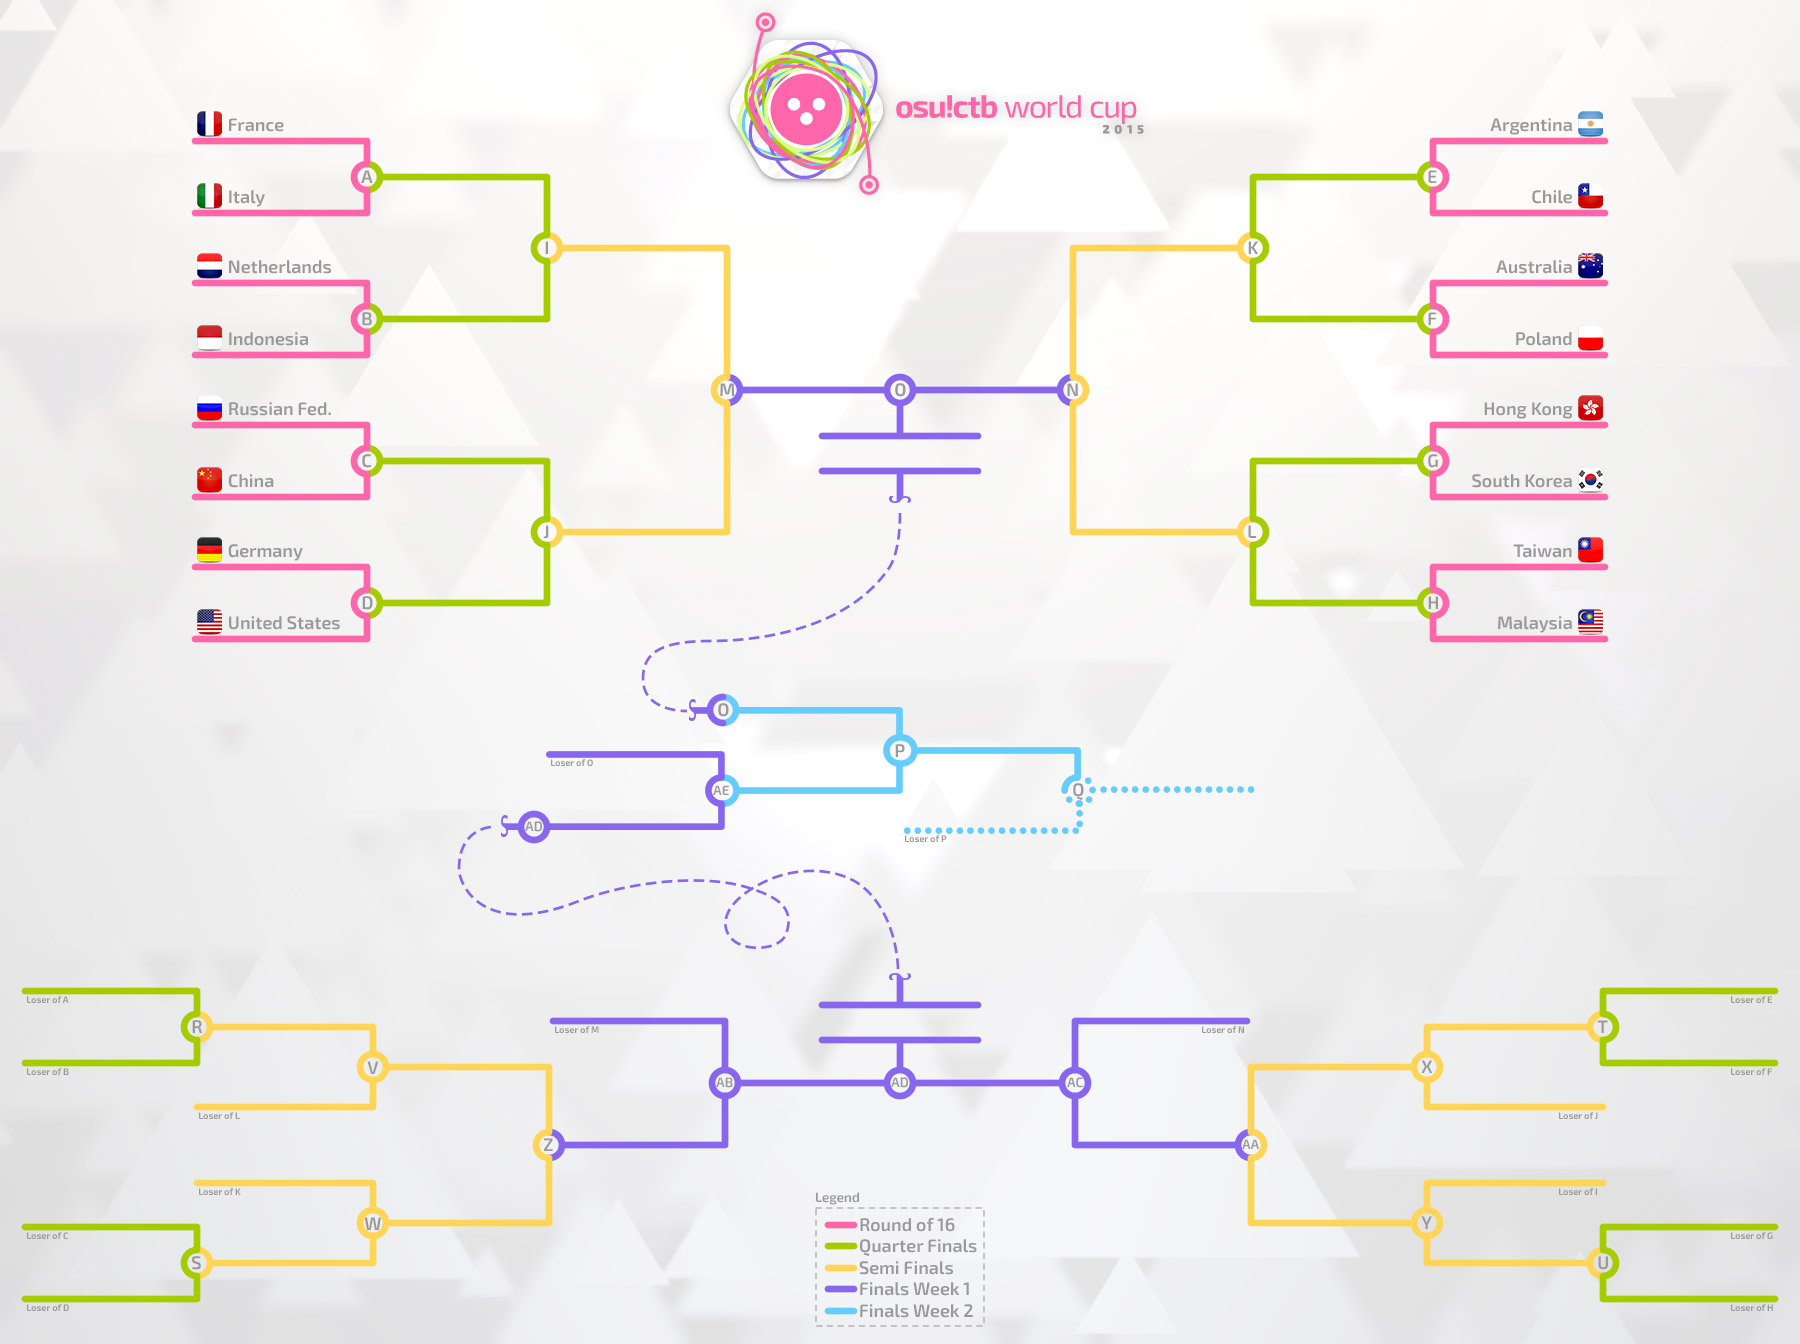 osu!ctb world cup
2015
France
A
Italy
I
Netherlands
B
Indonesia
M
Russian Fed.
C
China
J
Germany
D
United States
Argentina
E
Chile
K
Australia
F
Poland
O
N
Hong Kong
G
South Korea
L
Taiwan
H
Malaysia
O
P
Loser of O
AE
Q
AD
Loser of P
Loser of A
R
Loser of B
V
Loser of L
Loser of M
Z
AB
AD
AC
Loser of N
AA
Loser of K
W
Loser of C
S
Loser of D
Loser of E
T
Loser of F
X
Loser of J
Loser of I
Y
Loser of G
U
Loser of H
Legend
Round of 16
Quarter Finals
Semi Finals
Finals Week 1
Finals Week 2